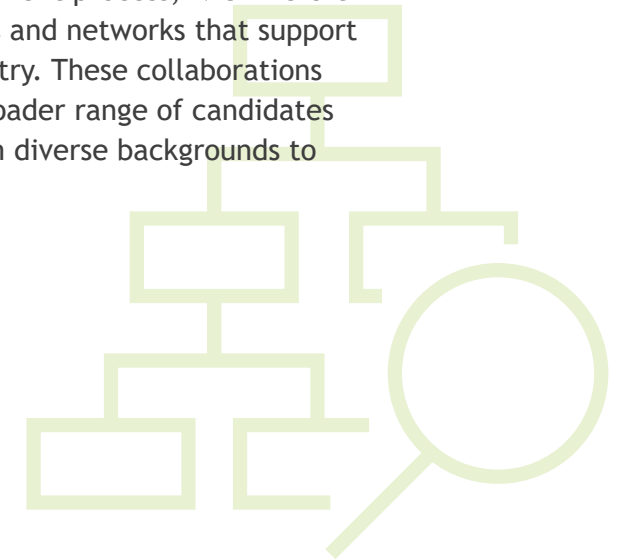 and networks that support
try. These collaborations
oader range of candidates
diverse backgrounds to